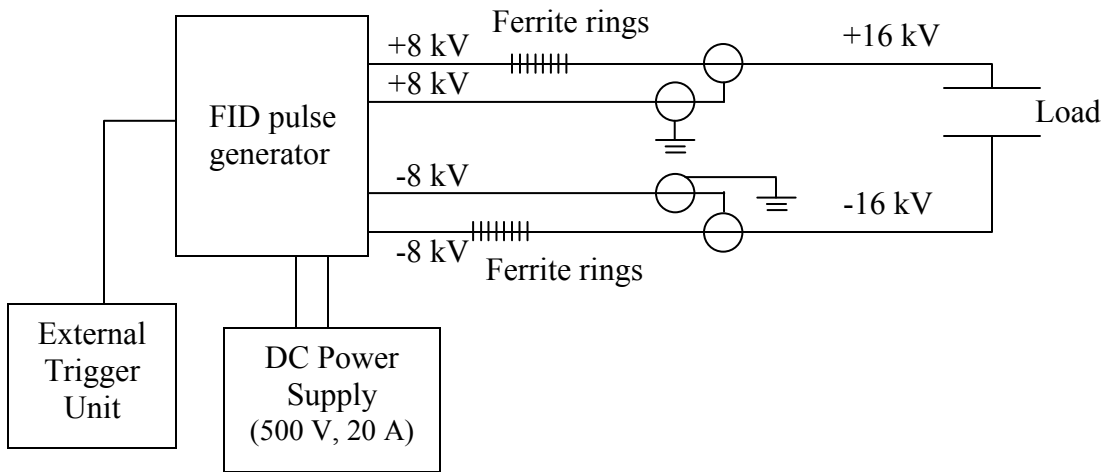 Ferrite rings
+8 kV
+16 kV
+8 kV
FID pulse
generator
Load
-8 kV
-16 kV
-8 kV
Ferrite rings
External
Trigger
Unit
DC Power
Supply
(500 V, 20 A)